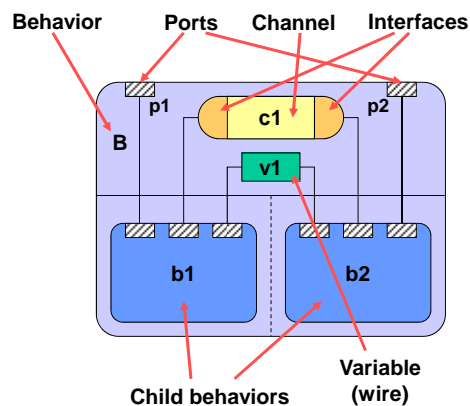 Behavior Ports Channel Interfaces
p1 c1 p2
B
v1
b1 b2
Child behaviors
Variable
(wire)